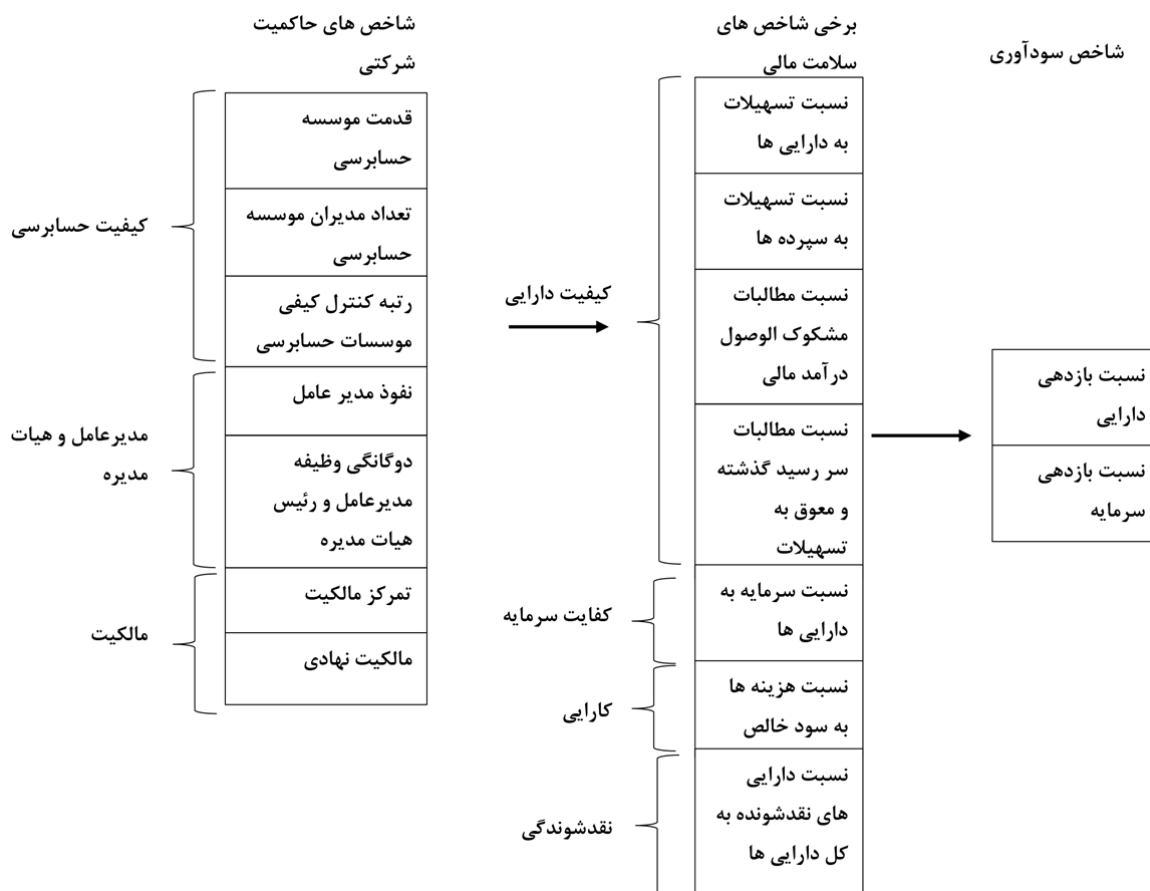 شاخص سودآوری
نسبت بازدهی
دارایی
نسبت بازدهی
سرمایه
برخی شاخص های
سلامت مالی
نسبت تسهیلات
به دارایی ها
نسبت تسهیلات
به سپرده ها
نسبت مطالبات
مشکوک الوصول
درآمد مالی
نسبت مطالبات
سر رسید گذشته
و معوق به
تسهیلات
نسبت سرمایه به
دارایی ها
نسبت هزینه ها
به سود خالص
نسبت دارایی
های نقدشونده به
کل دارایی ها
کیفیت دارایی
کفایت سرمایه
کارایی
نقدشوندگی
شاخص های حاکمیت
شرکتی
قدمت موسسه
حسابرسی
تعداد مدیران موسسه
حسابرسی
رتبه کنترل کیفی
موسسات حسابرسی
نفوذ مدیر عامل
دوگانگی وظیفه
مدیرعامل و رئیس
هیات مدیره
تمرکز مالکیت
مالکیت نهادی
کیفیت حسابرسی
مدیرعامل و هیات
مدیره
مالکیت